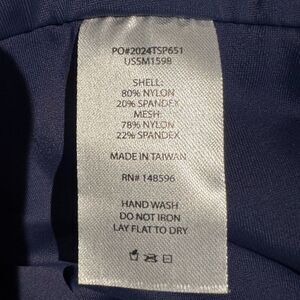 PO#2024TSP651
USSM1598
SHELL:
80% NYLON
20% SPANDEX
MESH:
78% NYLON
22% SPANDEX
MADE IN TAIWAN
RN# 148596
HAND WASH
DO NOT IRON
LAY FLAT TO DRY